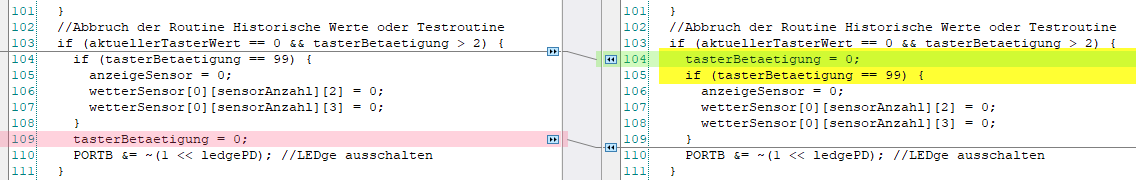 101 }
102 //Abbruch der Routine Historische Werte oder Testroutine
103 if (aktuellerTasterWert == 0 && tasterBetaetigung > 2) {
104 if (tasterBetaetigung == 99) {
105 anzeigeSensor = 0;
106 wetterSensor[0][sensorAnzahl][2] = 0;
107 wetterSensor[0][sensorAnzahl][3] = 0;
108 }
109 tasterBetaetigung = 0;
110 PORTB &= ~(1 << ledgePD); //LEDge ausschalten
111 }
101 }
102 //Abbruch der Routine Historische Werte oder Testroutine
103 if (aktuellerTasterWert == 0 && tasterBetaetigung > 2) {
104 tasterBetaetigung = 0;
105 if (tasterBetaetigung == 99) {
106 anzeigeSensor = 0;
107 wetterSensor[0][sensorAnzahl][2] = 0;
108 wetterSensor[0][sensorAnzahl][3] = 0;
109 }
110 PORTB &= ~(1 << ledgePD); //LEDge ausschalten
111 }